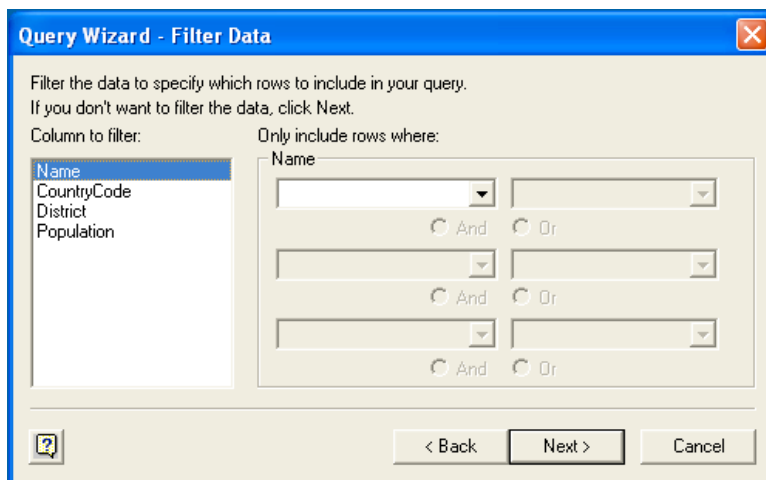 Query Wizard - Filter Data
Filter the data to specify which rows to include in your query.
If you don't want to filter the data, click Next.
Column to filter:
Only include rows where:
Name
CountryCode
District
Population
Name
And Or
And Or
And Or
?
< Back
Next >
Cancel